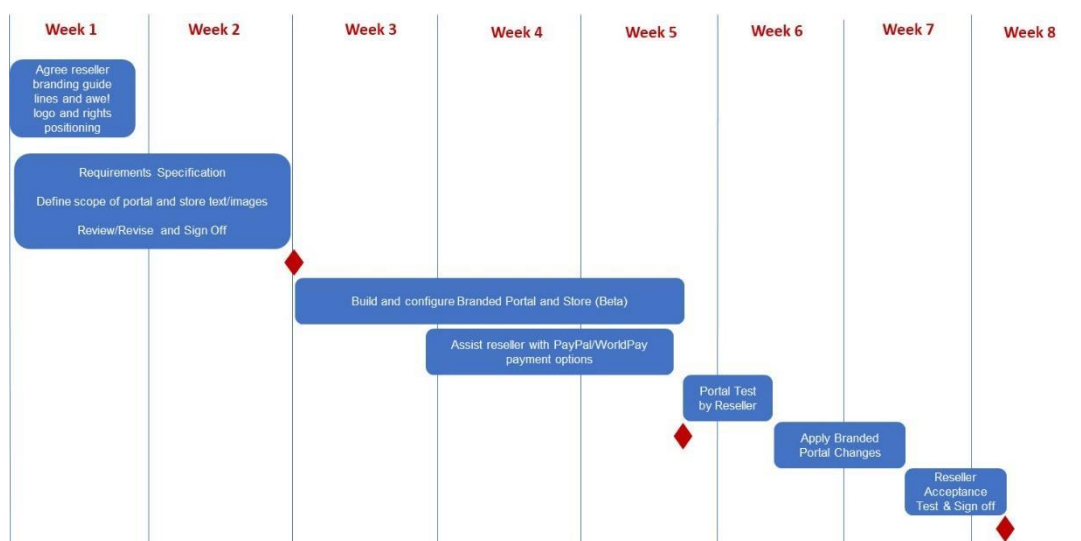 Week 1
Week 2
Week 3
Week 4
Week 5
Week 6
Week 7
Week 8
Agree reseller
branding guide
lines and awe!
logo and rights
positioning
Requirements Specification
Define scope of portal and store text/images
Review/Revise and Sign Off
Build and configure Branded Portal and Store (Beta)
Assist reseller with PayPal/WorldPay
payment options
Portal Test
by Reseller
Apply Branded
Portal Changes
Reseller
Acceptance
Test & Sign off